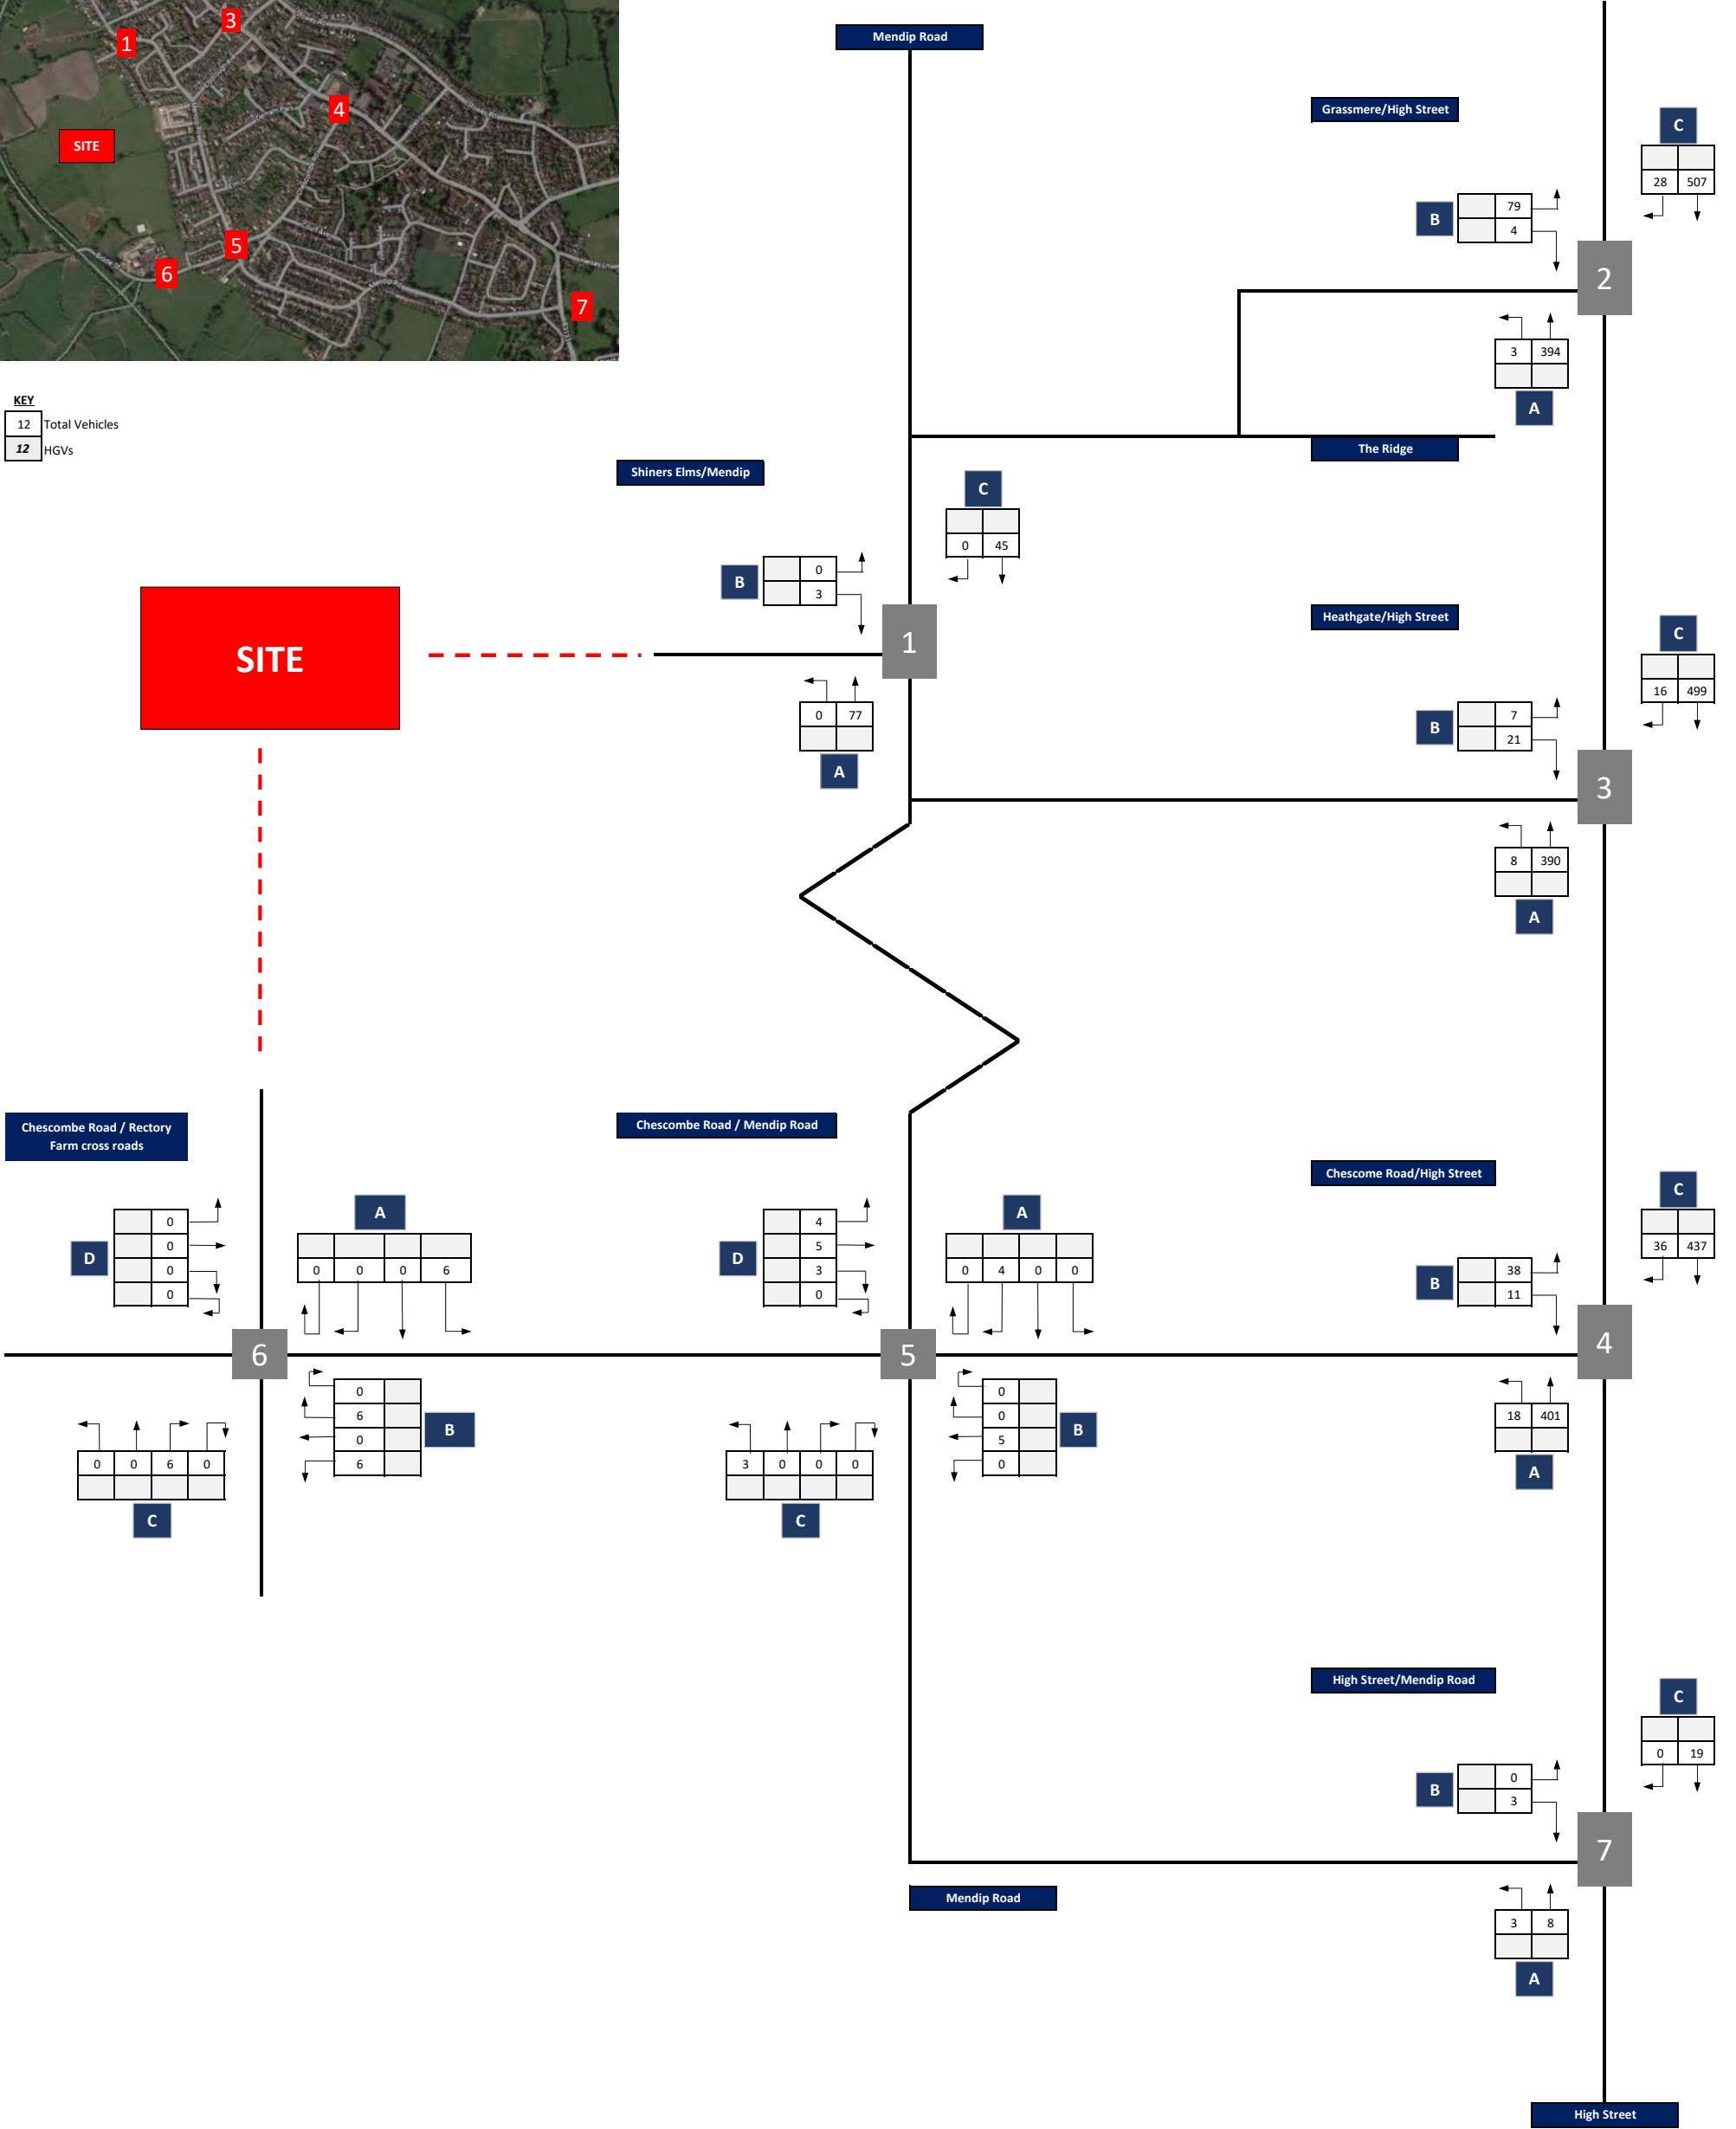 3
1
4
SITE
5
6
7
KEY
12 Total Vehicles
12 HGVs
Mendip Road
Grassmere/High Street
C
28 507
B
79
4
2
3 394
A
The Ridge
Shiners Elms/Mendip
C
0 45
B
0
3
1
0 77
A
SITE
Heathgate/High Street
C
16 499
B
7
21
3
8 390
A
Chescombe Road / Rectory
Farm cross roads
D
0
0
0
0
A
0 0 0 6
6
0
6
0
6
B
0 0 6 0
C
Chescombe Road / Mendip Road
D
4
5
3
0
A
0 4 0 0
5
0
0
5
0
B
3 0 0 0
C
Chescome Road/High Street
C
36 437
B
38
11
4
18 401
A
High Street/Mendip Road
C
0 19
B
0
3
7
Mendip Road
3 8
A
High Street